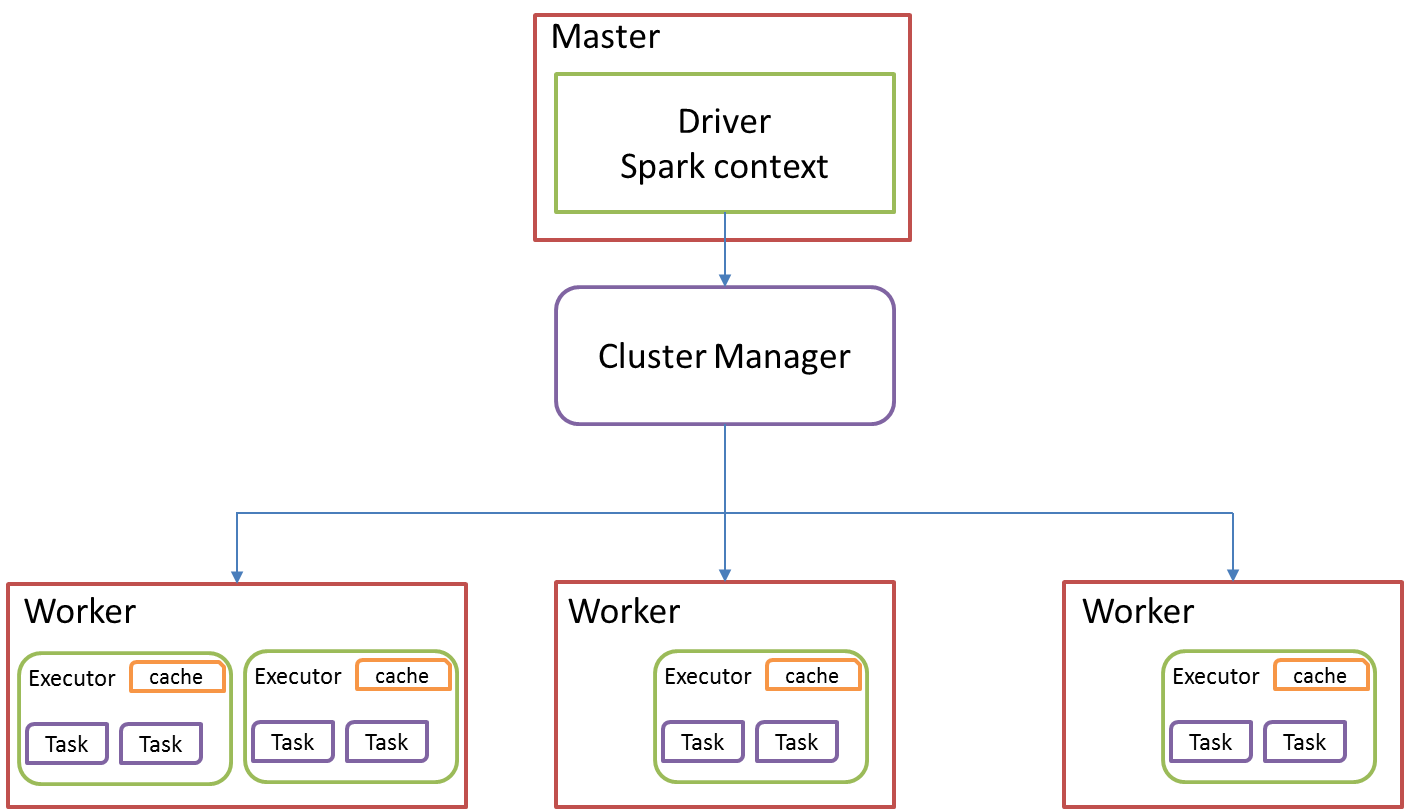 Master
Driver
Spark context
Cluster Manager
Worker
Executor
cache
Task
Task
Executor
cache
Task
Task
Worker
Executor
cache
Task
Task
Worker
Executor
cache
Task
Task